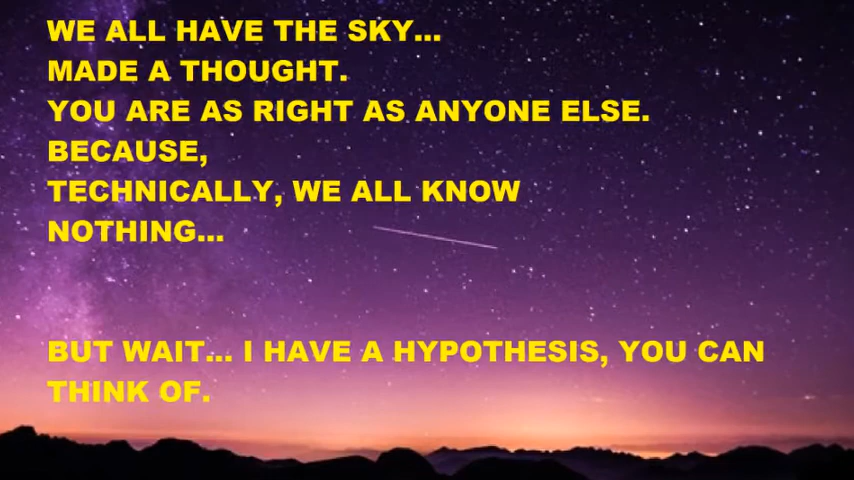 WE ALL HAVE THE SKY...
MADE A THOUGHT.
YOU ARE AS RIGHT AS ANYONE ELSE.
BECAUSE,
TECHNICALLY, WE ALL KNOW
NOTHING...
BUT WAIT... I HAVE A HYPOTHESIS, YOU CAN
THINK OF.